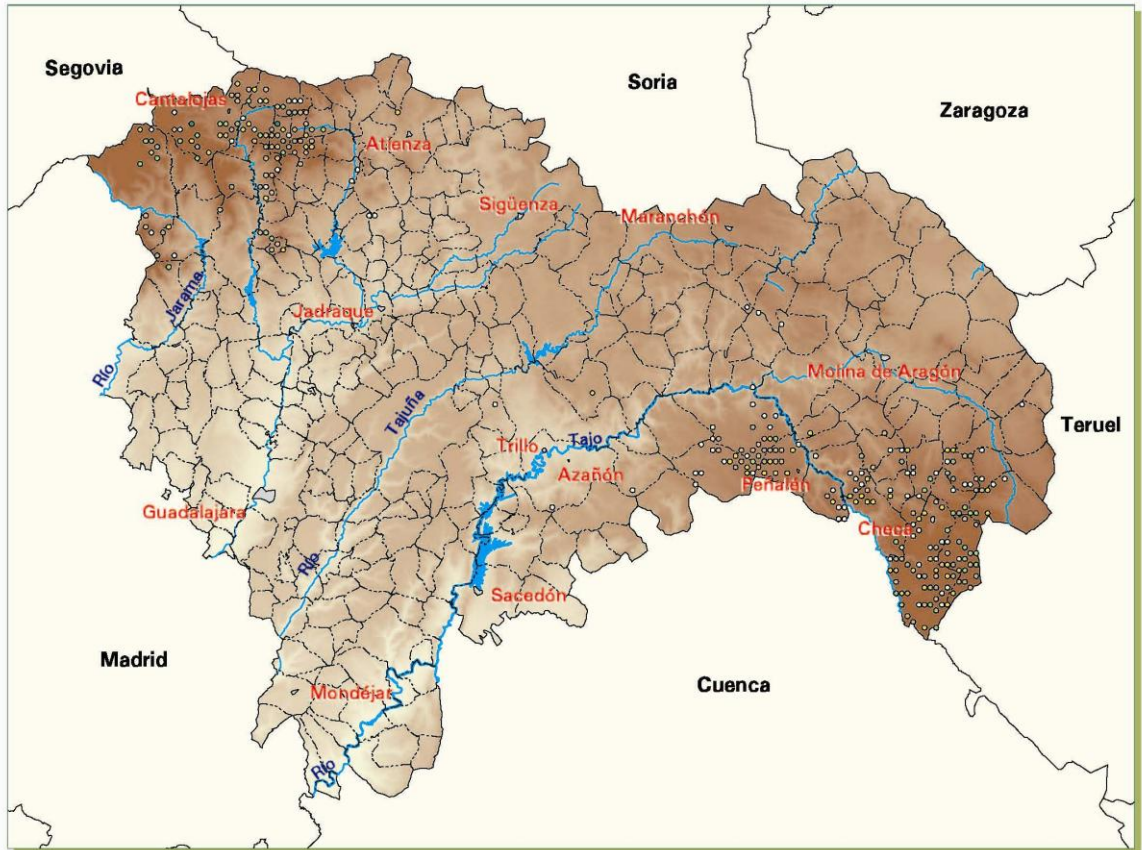 Segovia
Soria
Cantalojas
Zaragoza
Atienza
Sigüenza
Maranchón
Jarama
Jadraque
Río
Molina de Aragón
Tajuña
Teruel
Trillo
Tajo
Azañón
Peñalén
Guadalajara
Checa
Río
Sacedón
Madrid
Cuenca
Mondéjar
Río